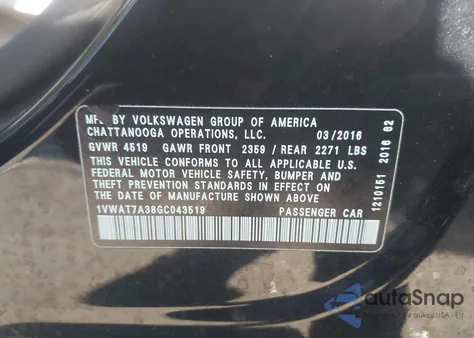 MFD BY VOLKSWAGEN GROUP OF AMERICA
CHATTANOOGA OPERATIONS, LLC. 03/2016
GVWR 4519 GAWR FRONT 2359 / REAR 2271 LBS
THIS VEHICLE CONFORMS TO ALL APPLICABLE U.S.
FEDERAL MOTOR VEHICLE SAFETY, BUMPER AND
THEFT PREVENTION STANDARDS IN EFFECT ON
THE DATE OF MANUFACTURE SHOWN ABOVE
1VWAT7A38GC043519 PASSENGER CAR
1210151 2016 62
autoSnap